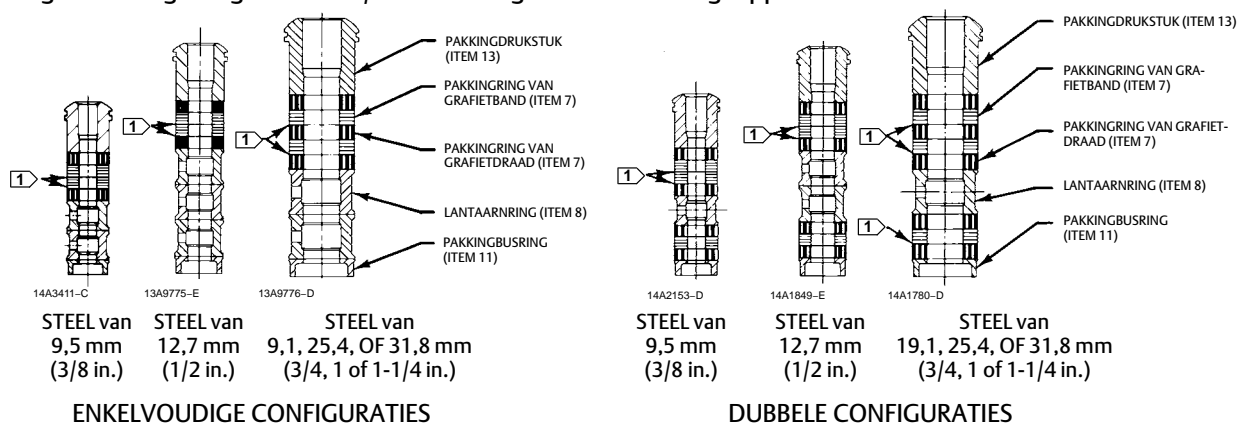 PAKKINGDRUKSTUK
(ITEM 13)
PAKKINGRING VAN
GRAFIETBAND (ITEM 7)
PAKKINGRING VAN
GRAFIETDRAAD (ITEM 7)
LANTAARNRING (ITEM 8)
PAKKINGBUSRING
(ITEM 11)
1
1
1
14A3411-C
13A9775-E
13A9776-D
STEEL van
9,5 mm
(3/8 in.)
STEEL van
12,7 mm
(1/2 in.)
STEEL van
9,1, 25,4, OF 31,8 mm
(3/4, 1 of 1-1/4 in.)
ENKELVOUDIGE CONFIGURATIES
PAKKINGDRUKSTUK (ITEM 13)
PAKKINGRING VAN GRA-
FIETBAND (ITEM 7)
PAKKINGRING VAN GRAFIET-
DRAAD (ITEM 7)
LANTAARNRING (ITEM 8)
PAKKINGBUSRING
(ITEM 11)
1
1
1
1
14A2153-D
14A1849-E
14A1780-D
STEEL van
9,5 mm
(3/8 in.)
STEEL van
12,7 mm
(1/2 in.)
STEEL van
19,1, 25,4, OF 31,8 mm
(3/4, 1 of 1-1/4 in.)
DUBBELE CONFIGURATIES